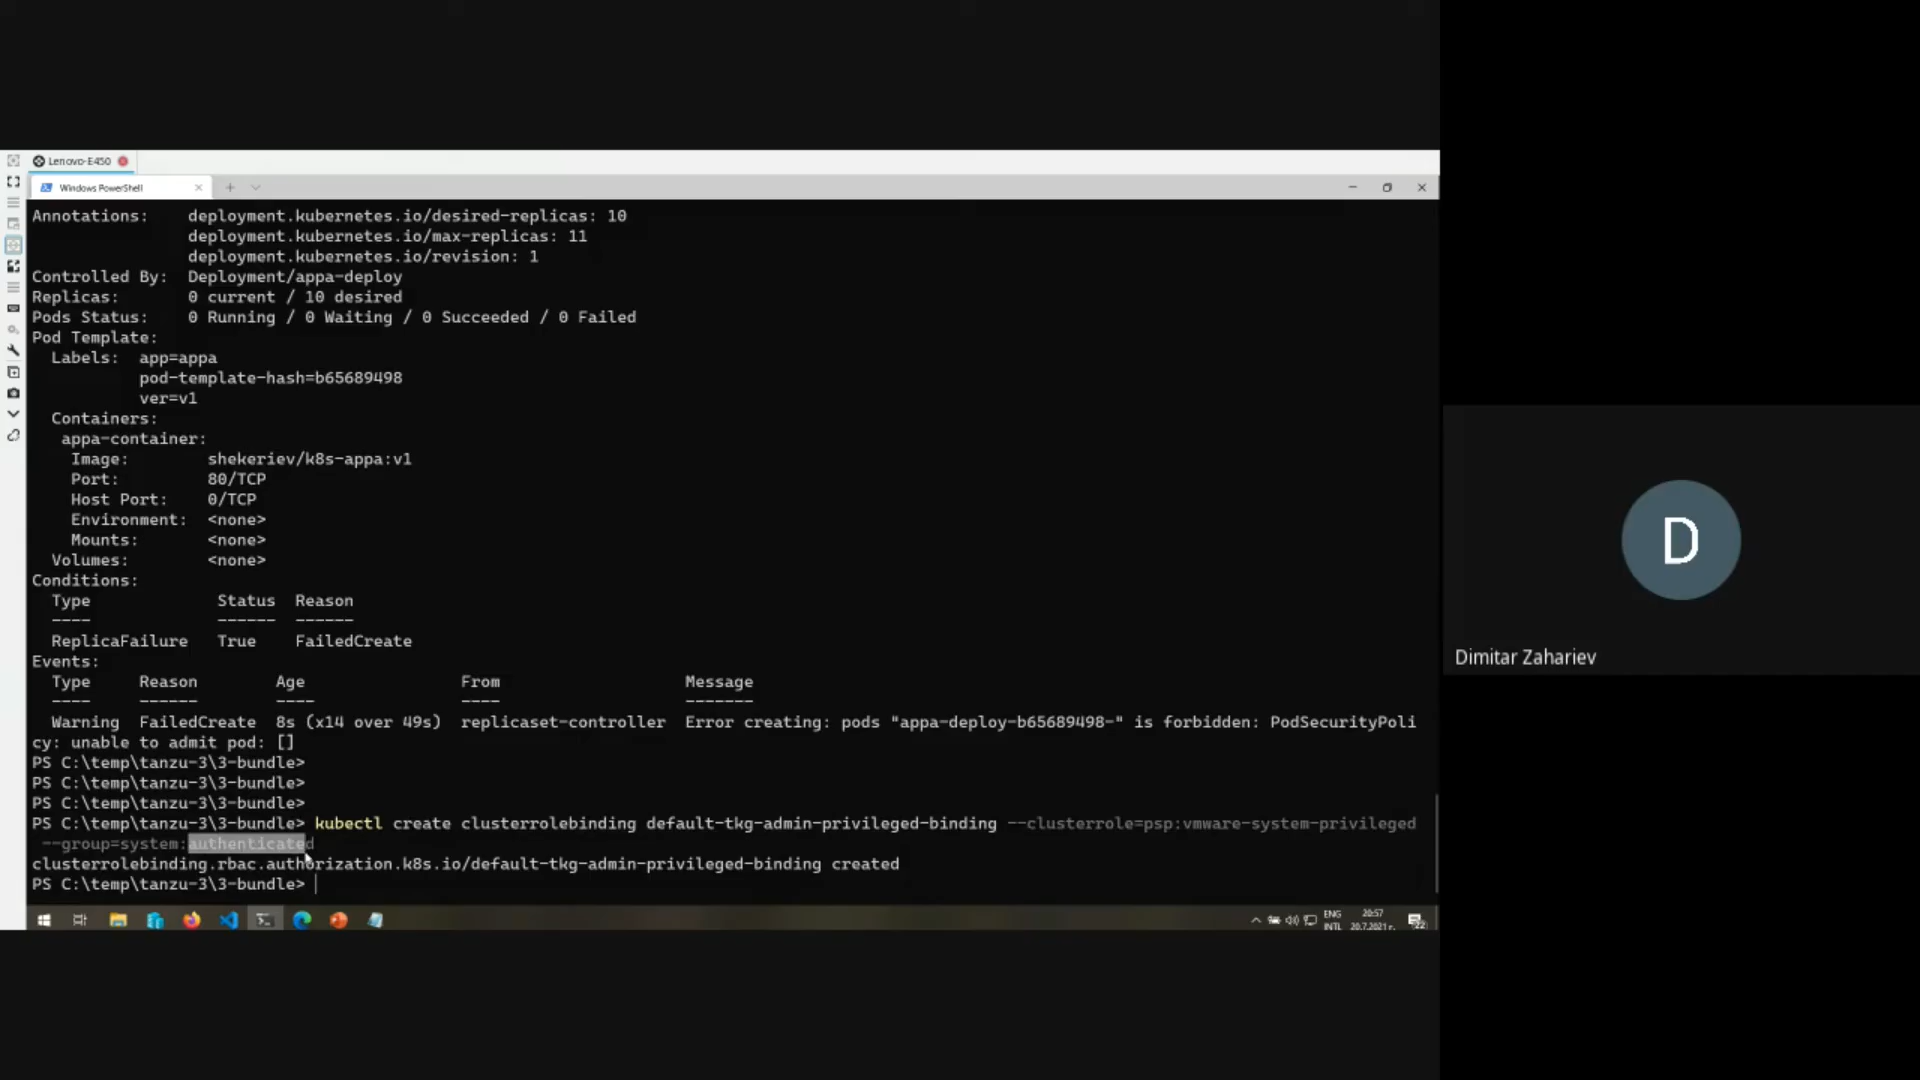 Lenovo-E450
Windows PowerShell
Annotations: deployment.kubernetes.io/desired-replicas: 10
deployment.kubernetes.io/max-replicas: 11
deployment.kubernetes.io/revision: 1
Controlled By: Deployment/appa-deploy
Replicas: 0 current / 10 desired
Pods Status: 0 Running / 0 Waiting / 0 Succeeded / 0 Failed
Pod Template:
Labels: app=appa
pod-template-hash=b65689498
ver=v1
Containers:
appa-container:
Image: shekeriev/k8s-appa:v1
Port: 80/TCP
Host Port: 0/TCP
Environment: <none>
Mounts: <none>
Volumes: <none>
Conditions:
Type Status Reason
---- ------ ------
ReplicaFailure True FailedCreate
Events:
Type Reason Age From Message
---- ------ ---- ---- -------
Warning FailedCreate 8s (x14 over 49s) replicaset-controller Error creating: pods "appa-deploy-b65689498-" is forbidden: PodSecurityPoli
cy: unable to admit pod: []
PS C:\temp\tanzu-3\3-bundle>
PS C:\temp\tanzu-3\3-bundle>
PS C:\temp\tanzu-3\3-bundle>
PS C:\temp\tanzu-3\3-bundle> kubectl create clusterrolebinding default-tkg-admin-privileged-binding --clusterrole=psp:vmware-system-privileged
--group=system:authenticated
clusterrolebinding.rbac.authorization.k8s.io/default-tkg-admin-privileged-binding created
PS C:\temp\tanzu-3\3-bundle>
ENG 20:57
INTL 20.7.2021 г.
22
D
Dimitar Zahariev